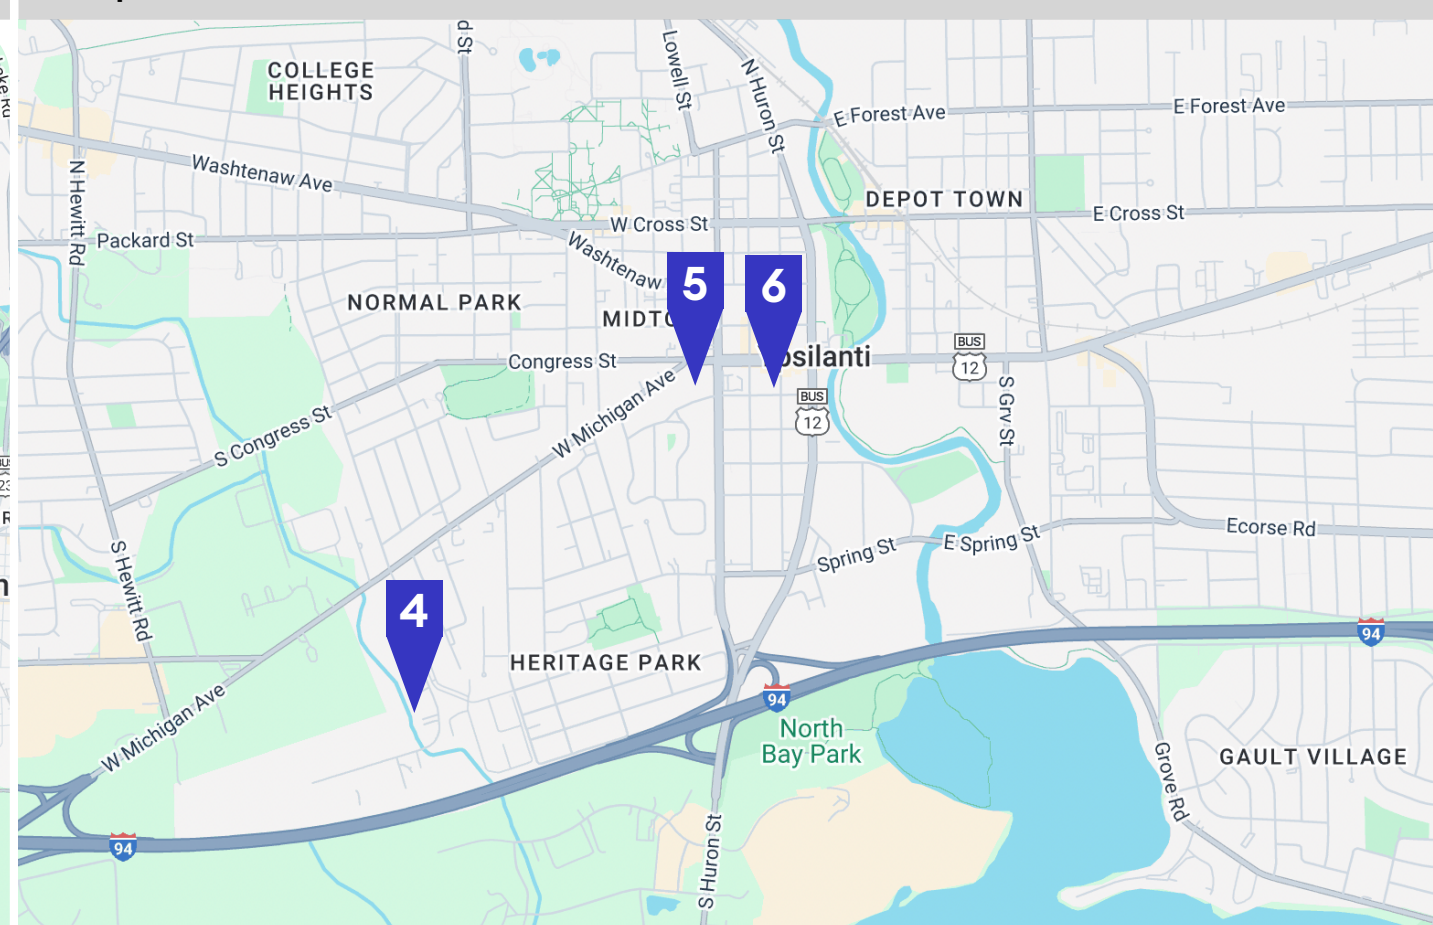 d St
Lowell St
N Huron St
COLLEGE
HEIGHTS
E Forest Ave
E Forest Ave
Washtenaw Ave
N Hewitt Rd
DEPOT TOWN
E Cross St
W Cross St
Packard St
Washtenaw
5
6
NORMAL PARK
MIDTO
psilanti
BUS
12
Congress St
W Michigan Ave
BUS
12
S Grv St
S Congress St
Ecorse Rd
E Spring St
Spring St
S Hewitt Rd
4
94
HERITAGE PARK
94
North
Bay Park
W Michigan Ave
GAULT VILLAGE
Grove Rd
94
S Huron St